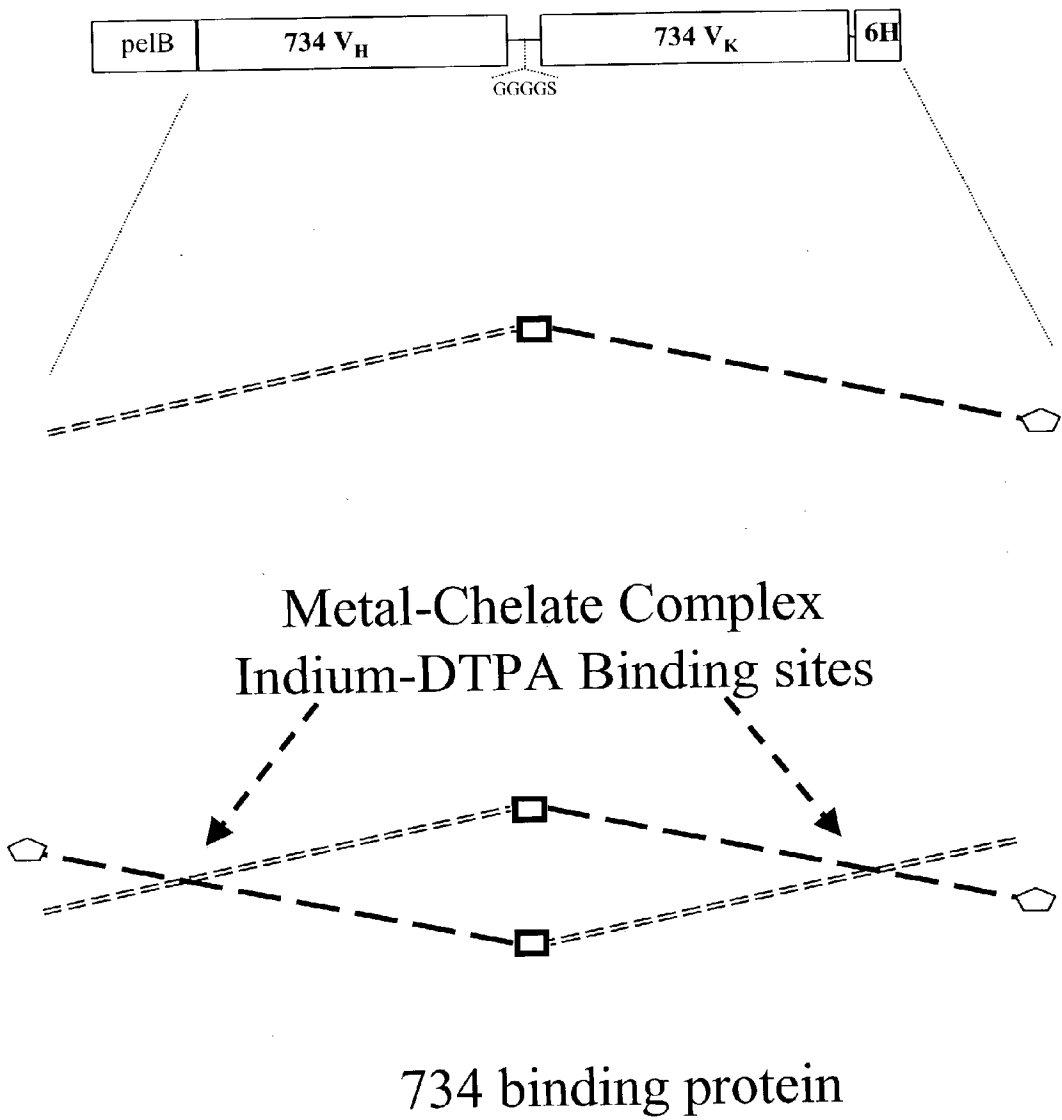 pelB 734 VH 734 VK 6H
GGGGS
Metal-Chelate Complex
Indium-DTPA Binding sites
734 binding protein